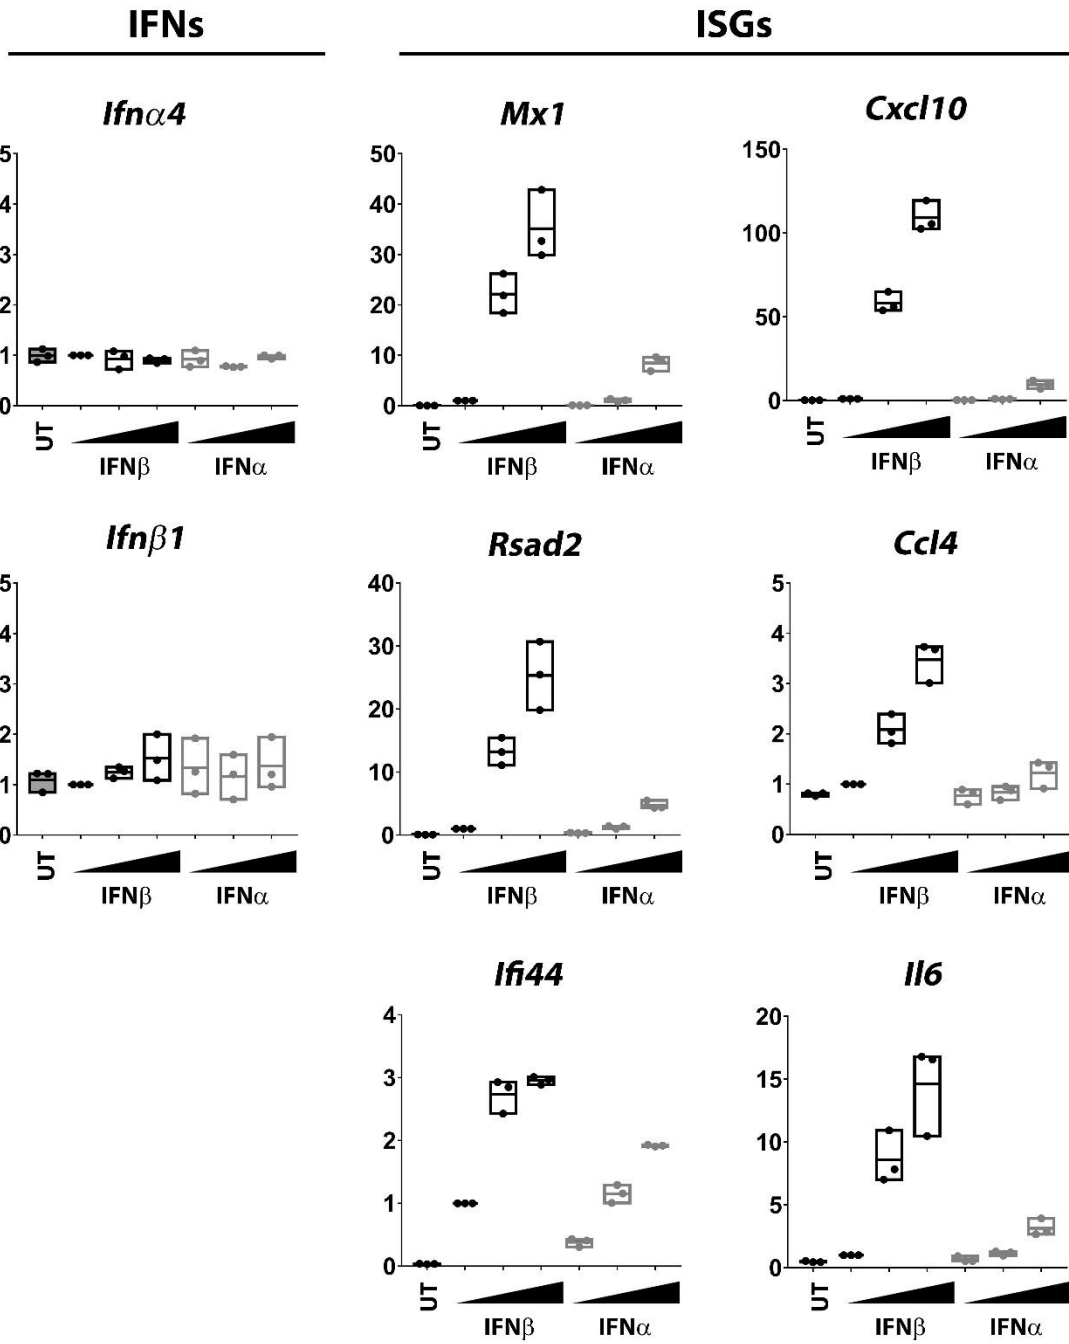 IFNs
ISGs
Ifnα4
Mx1
Cxcl10
5
4
3
2
1
0
UT
IFNβ
IFNα
50
40
30
20
10
0
UT
IFNβ
IFNα
150
100
50
0
UT
IFNβ
IFNα
Ifnβ1
Rsad2
Ccl4
5
4
3
2
1
0
UT
IFNβ
IFNα
40
30
20
10
0
UT
IFNβ
IFNα
5
4
3
2
1
0
UT
IFNβ
IFNα
Ifi44
Il6
4
3
2
1
0
UT
IFNβ
IFNα
20
15
10
5
0
UT
IFNβ
IFNα